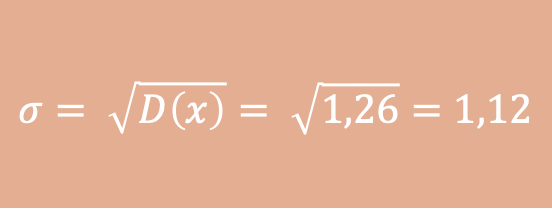 σ = √D(x) = √1,26 = 1,12